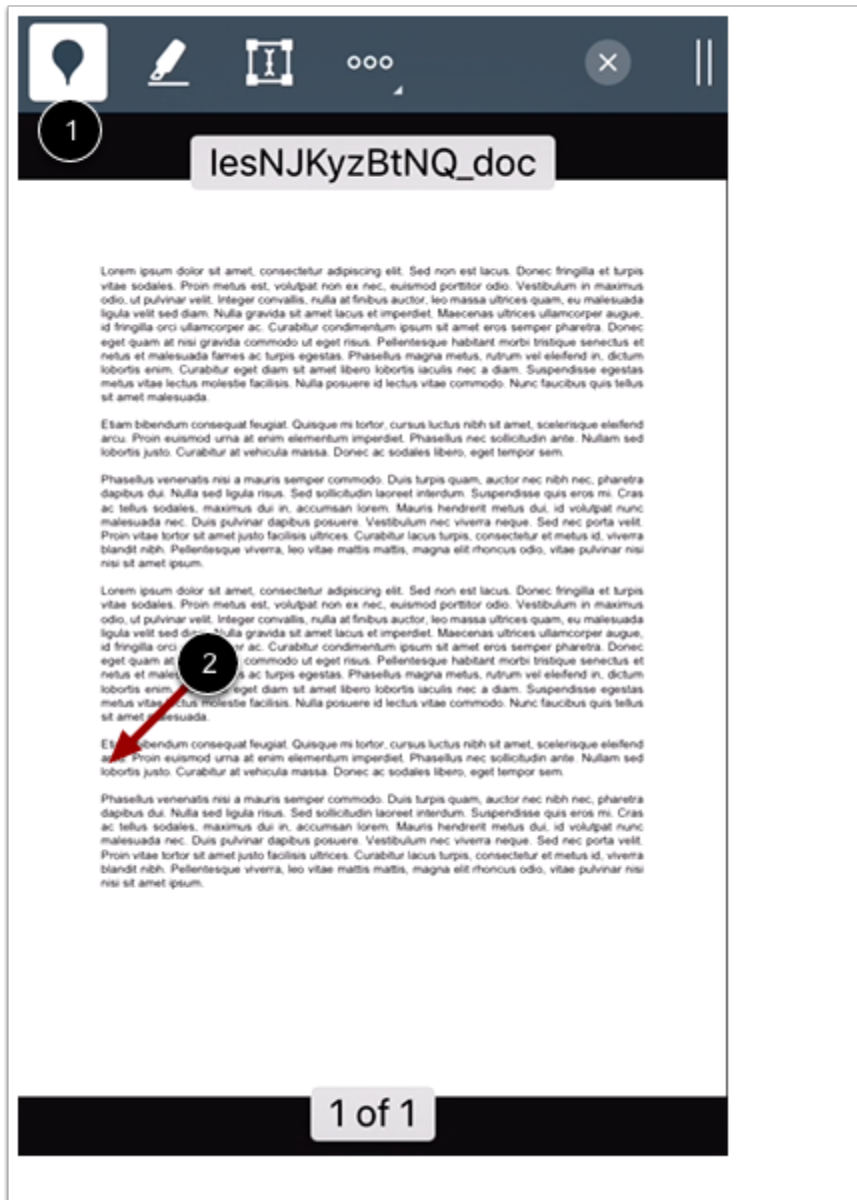 1
IesNJKyzBtNQ_doc
Lorem ipsum dolor sit amet, consectetur adipiscing elit. Sed non est lacus. Donec fringilla et turpis
vitae sodales. Proin metus est, volutpat non ex nec, euismod porttitor odio. Vestibulum in maximus
odio, ut pulvinar velit. Integer convallis, nulla at finibus auctor, leo massa ultrices quam, eu malesuada
ligula velit sed diam. Nulla gravida sit amet lacus et imperdiet. Maecenas ultrices ullamcorper augue,
id fringilla orci ullamcorper ac. Curabitur condimentum ipsum sit amet eros semper pharetra. Donec
eget quam at nisi gravida commodo ut eget risus. Pellentesque habitant morbi tristique senectus et
netus et malesuada fames ac turpis egestas. Phasellus magna metus, rutrum vel eleifend in, dictum
lobortis enim. Curabitur eget diam sit amet libero lobortis iaculis nec a diam. Suspendisse egestas
metus vitae lectus molestie facilisis. Nulla posuere id lectus vitae commodo. Nunc faucibus quis tellus
sit amet malesuada.
Etiam bibendum consequat feugiat. Quisque mi tortor, cursus luctus nibh sit amet, scelerisque eleifend
arcu. Proin euismod urna at enim elementum imperdiet. Phasellus nec sollicitudin ante. Nullam sed
lobortis justo. Curabitur at vehicula massa. Donec ac sodales libero, eget tempor sem.
Phasellus venenatis nisi a mauris semper commodo. Duis turpis quam, auctor nec nibh nec, pharetra
dapibus dui. Nulla sed ligula risus. Sed sollicitudin laoreet interdum. Suspendisse quis eros mi. Cras
ac tellus sodales, maximus dui in, accumsan lorem. Mauris hendrerit metus dui, id volutpat nunc
malesuada nec. Duis pulvinar dapibus posuere. Vestibulum nec viverra neque. Sed nec porta velit.
Proin vitae tortor sit amet justo facilisis ultrices. Curabitur lacus turpis, consectetur et metus id, viverra
blandit nibh. Pellentesque viverra, leo vitae mattis mattis, magna elit rhoncus odio, vitae pulvinar nisi
nisi sit amet ipsum.
Lorem ipsum dolor sit amet, consectetur adipiscing elit. Sed non est lacus. Donec fringilla et turpis
vitae sodales. Proin metus est, volutpat non ex nec, euismod porttitor odio. Vestibulum in maximus
odio, ut pulvinar velit. Integer convallis, nulla at finibus auctor, leo massa ultrices quam, eu malesuada
ligula velit sed Nulla gravida sit amet lacus et imperdiet. Maecenas ultrices ullamcorper augue,
id fringilla ac. Curabitur condimentum ipsum sit amet eros semper pharetra. Donec
eget quam at 2 commodo ut eget risus. Pellentesque habitant morbi tristique senectus et
netus et ac turpis egestas. Phasellus magna metus, rutrum vel eleifend in, dictum
lobortis enim. eget diam sit amet libero lobortis iaculis nec a diam. Suspendisse egestas
metus vitae molestie facilisis. Nulla posuere id lectus vitae commodo. Nunc faucibus quis tellus
sit amet
bibendum consequat feugiat. Quisque mi tortor, cursus luctus nibh sit amet, scelerisque eleifend
Proin euismod urna at enim elementum imperdiet. Phasellus nec sollicitudin ante. Nullam sed
lobortis justo. Curabitur at vehicula massa. Donec ac sodales libero, eget tempor sem.
Phasellus venenatis nisi a mauris semper commodo. Duis turpis quam, auctor nec nibh nec, pharetra
dapibus dui. Nulla sed ligula risus. Sed sollicitudin laoreet interdum. Suspendisse quis eros mi. Cras
ac tellus sodales, maximus dui in, accumsan lorem. Mauris hendrerit metus dui, id volutpat nunc
malesuada nec. Duis pulvinar dapibus posuere. Vestibulum nec viverra neque. Sed nec porta velit.
Proin vitae tortor sit amet justo facilisis ultrices. Curabitur lacus turpis, consectetur et metus id, viverra
blandit nibh. Pellentesque viverra, leo vitae mattis mattis, magna elit rhoncus odio, vitae pulvinar nisi
nisi sit amet ipsum.
1 of 1